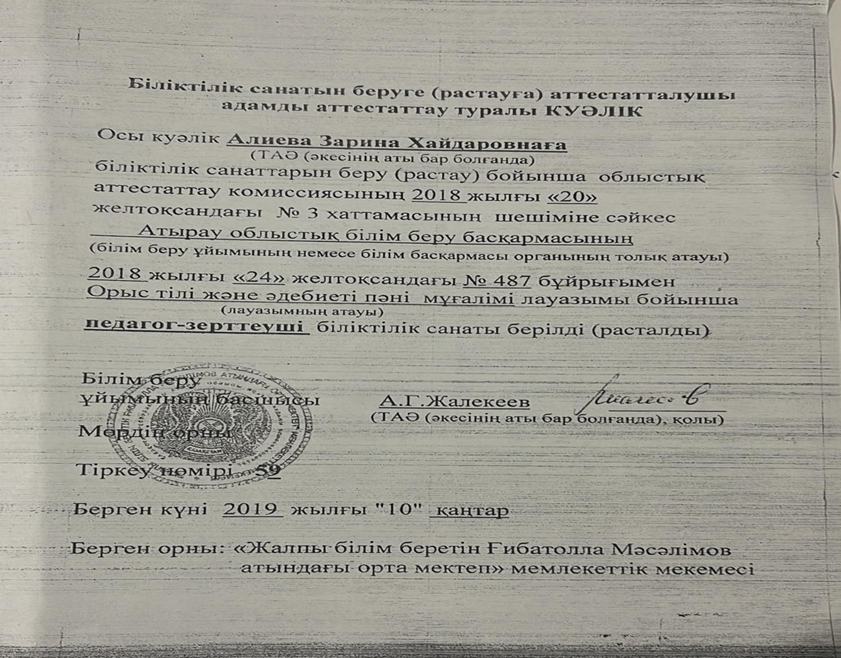 Біліктілік санатын беруге (растауға) аттестатталушы
адамды аттестаттау туралы КУӘЛІК
Осы куәлік Алиева Зарина Хайдаровнаға
(ТАӘ (әкесінің аты бар болғанда)
біліктілік санаттарын беру (растау) бойынша облыстық
аттестаттау комиссиясының 2018 жылғы «20»
желтоқсандағы № 3 хаттамасының шешіміне сәйкес
Атырау облыстық білім беру басқармасының
(білім беру ұйымының немесе білім басқармасы органының толық атауы)
2018 жылғы «24» желтоқсандағы № 487 бұйрығымен
Орыс тілі және әдебиеті пәні мұғалімі лауазымы бойынша
(лауазымның атауы)
педагог-зерттеуші біліктілік санаты берілді (расталды)
Білім беру
ұйымының басшысы А.Г.Жалекеев
(ТАӘ (әкесінің аты бар болғанда), қолы)
Мөрдің орны
Тіркеу нөмірі 59
Берген күні 2019 жылғы "10" қаңтар
Берген орны: «Жалпы білім беретін Ғибатолла Мәсәлімов
атындағы орта мектеп» мемлекеттік мекемесі